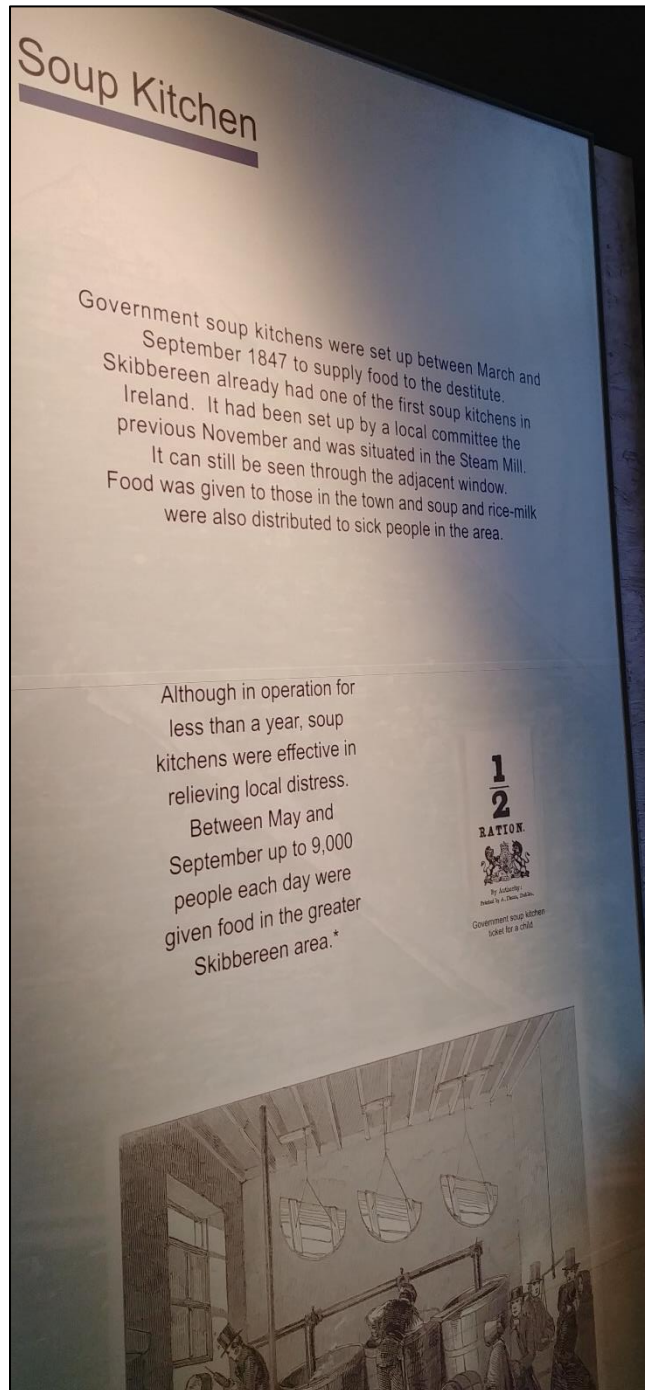 Soup Kitchen
Government soup kitchens were set up between March and
September 1847 to supply food to the destitute.
Skibbereen already had one of the first soup kitchens in
Ireland. It had been set up by a local committee the
previous November and was situated in the Steam Mill.
It can still be seen through the adjacent window.
Food was given to those in the town and soup and rice-milk
were also distributed to sick people in the area.
Although in operation for
less than a year, soup
kitchens were effective in
relieving local distress.
Between May and
September up to 9,000
people each day were
given food in the greater
Skibbereen area.*
1
2
RATION.
By Authority:
Printed by A. Thom, Dublin.
Government soup kitchen
ticket for a child